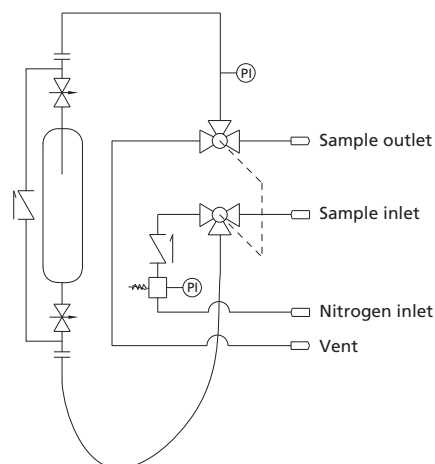 PI
Sample outlet
Sample inlet
PI
Nitrogen inlet
Vent